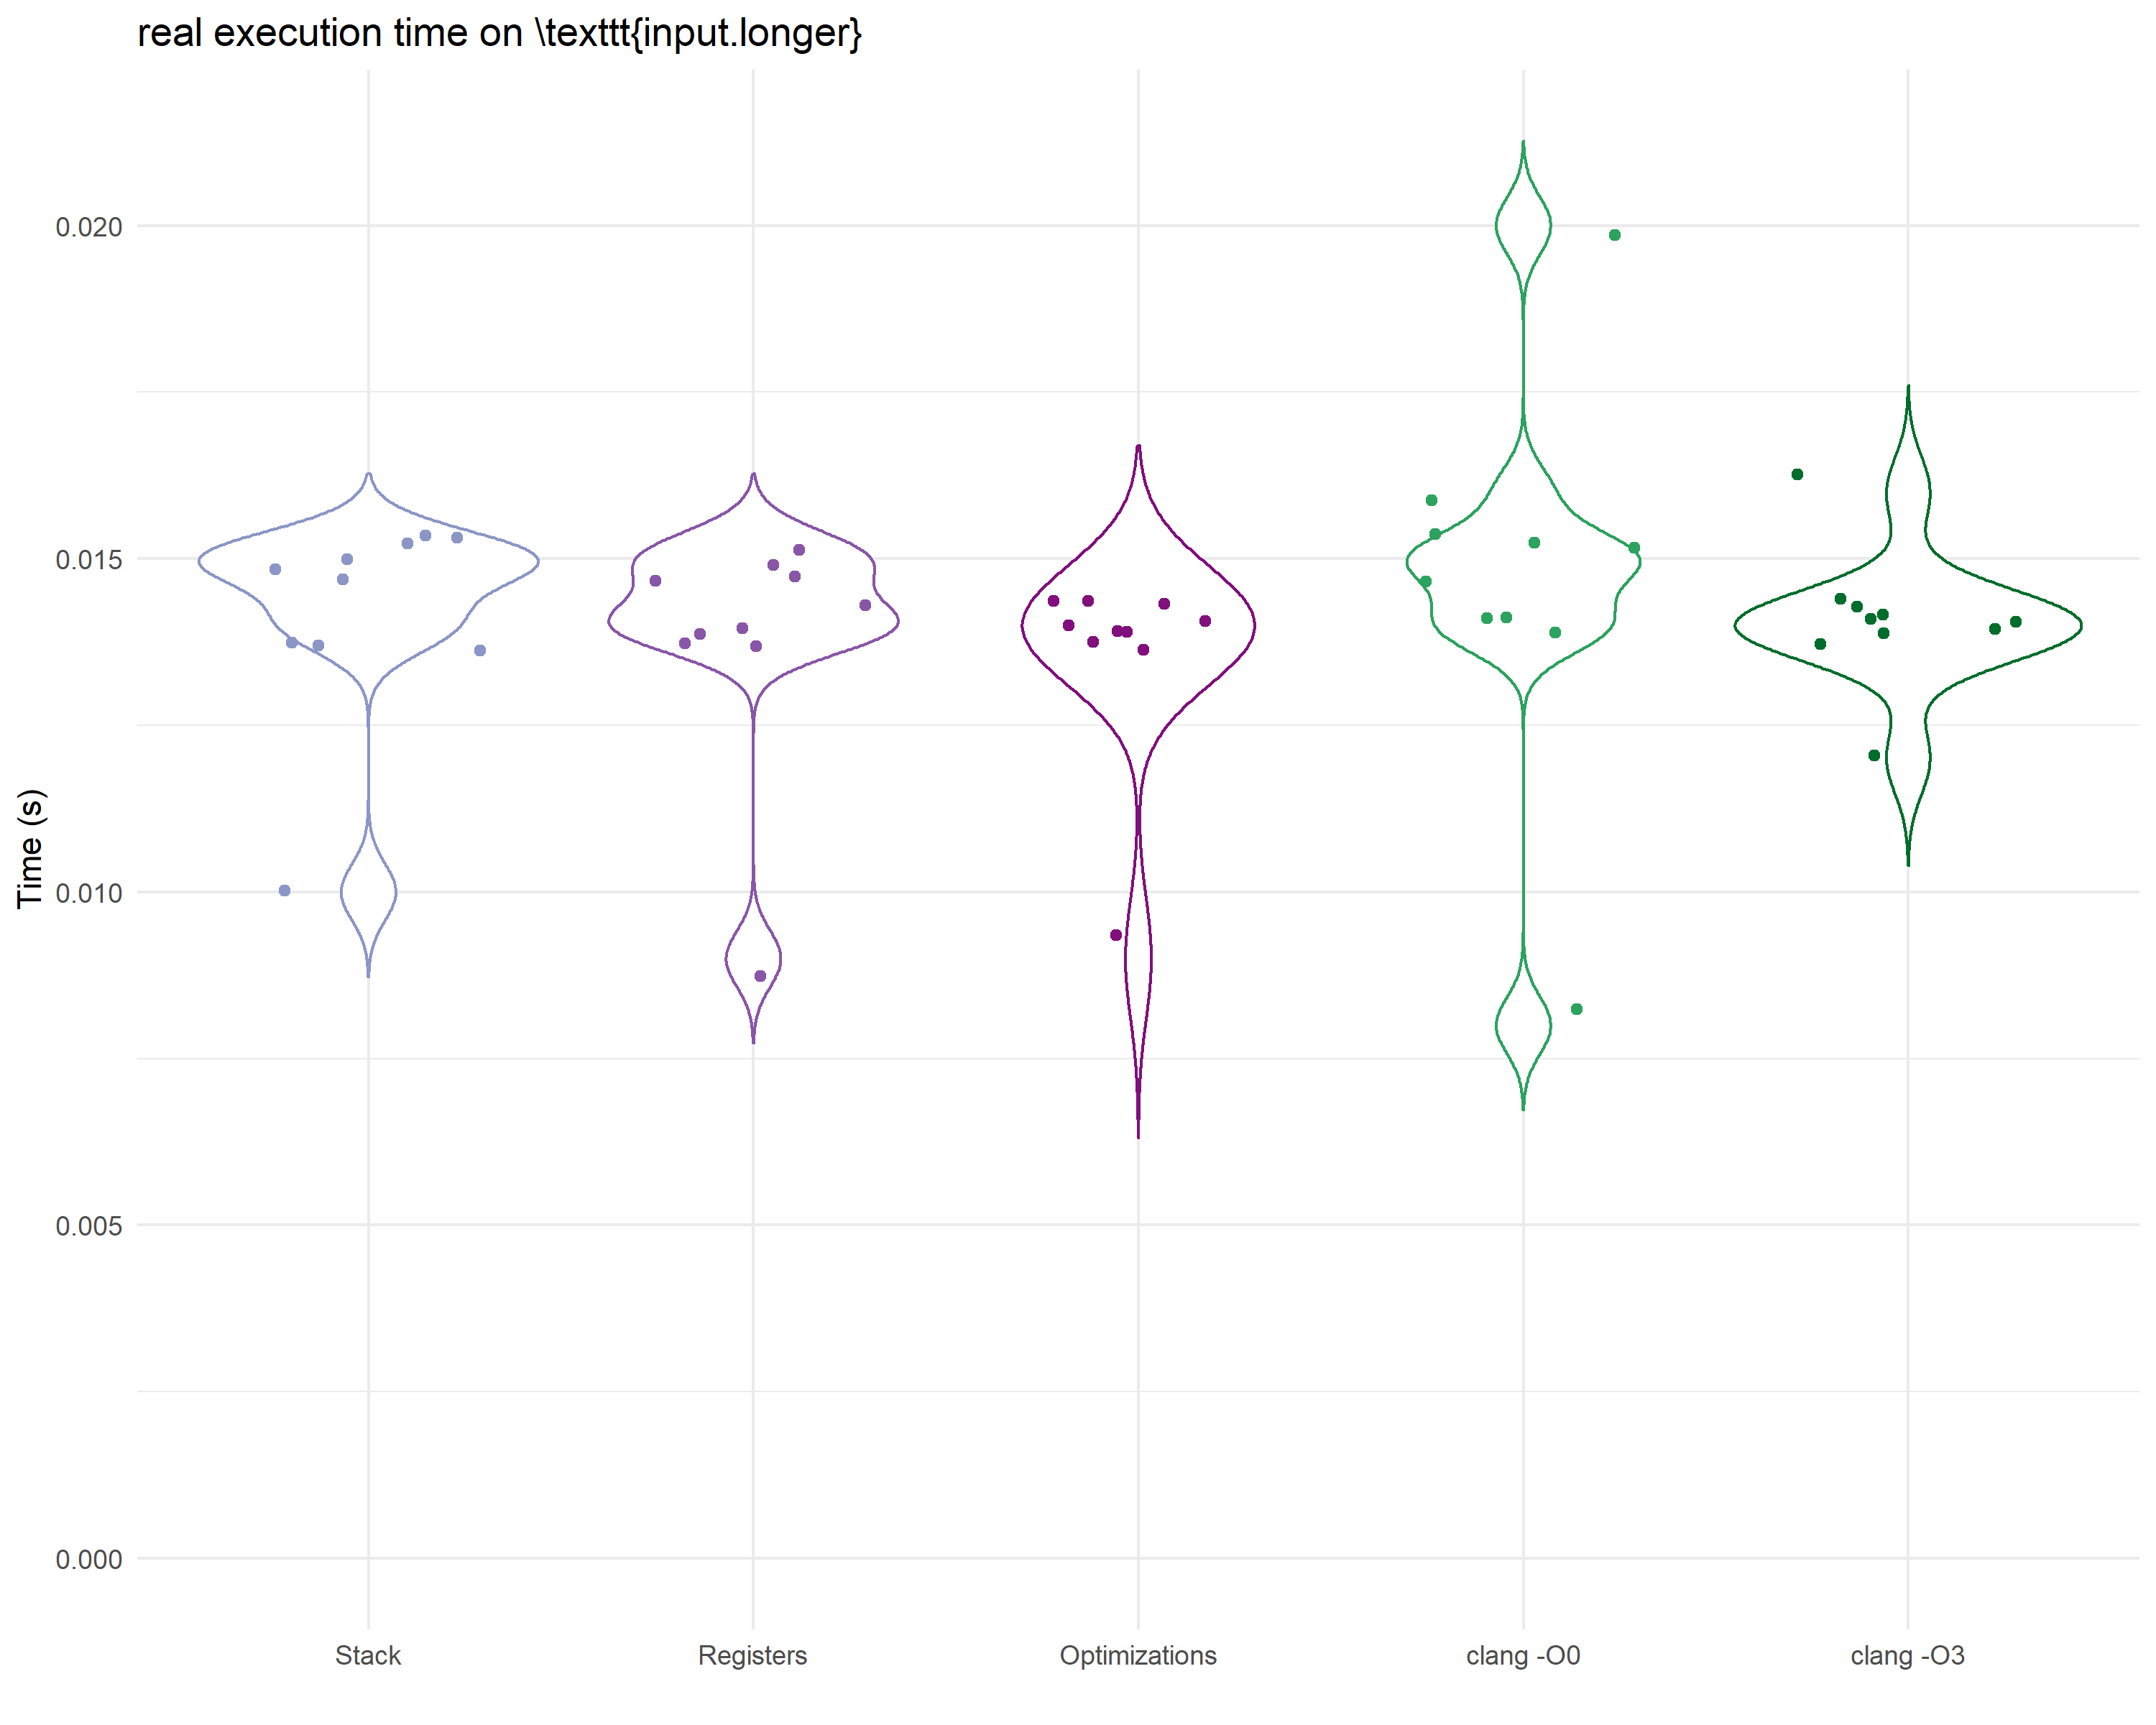 real execution time on \texttt{input.longer}
Time (s)
0.020
0.015
0.010
0.005
0.000
Stack
Registers
Optimizations
clang -O0
clang -O3